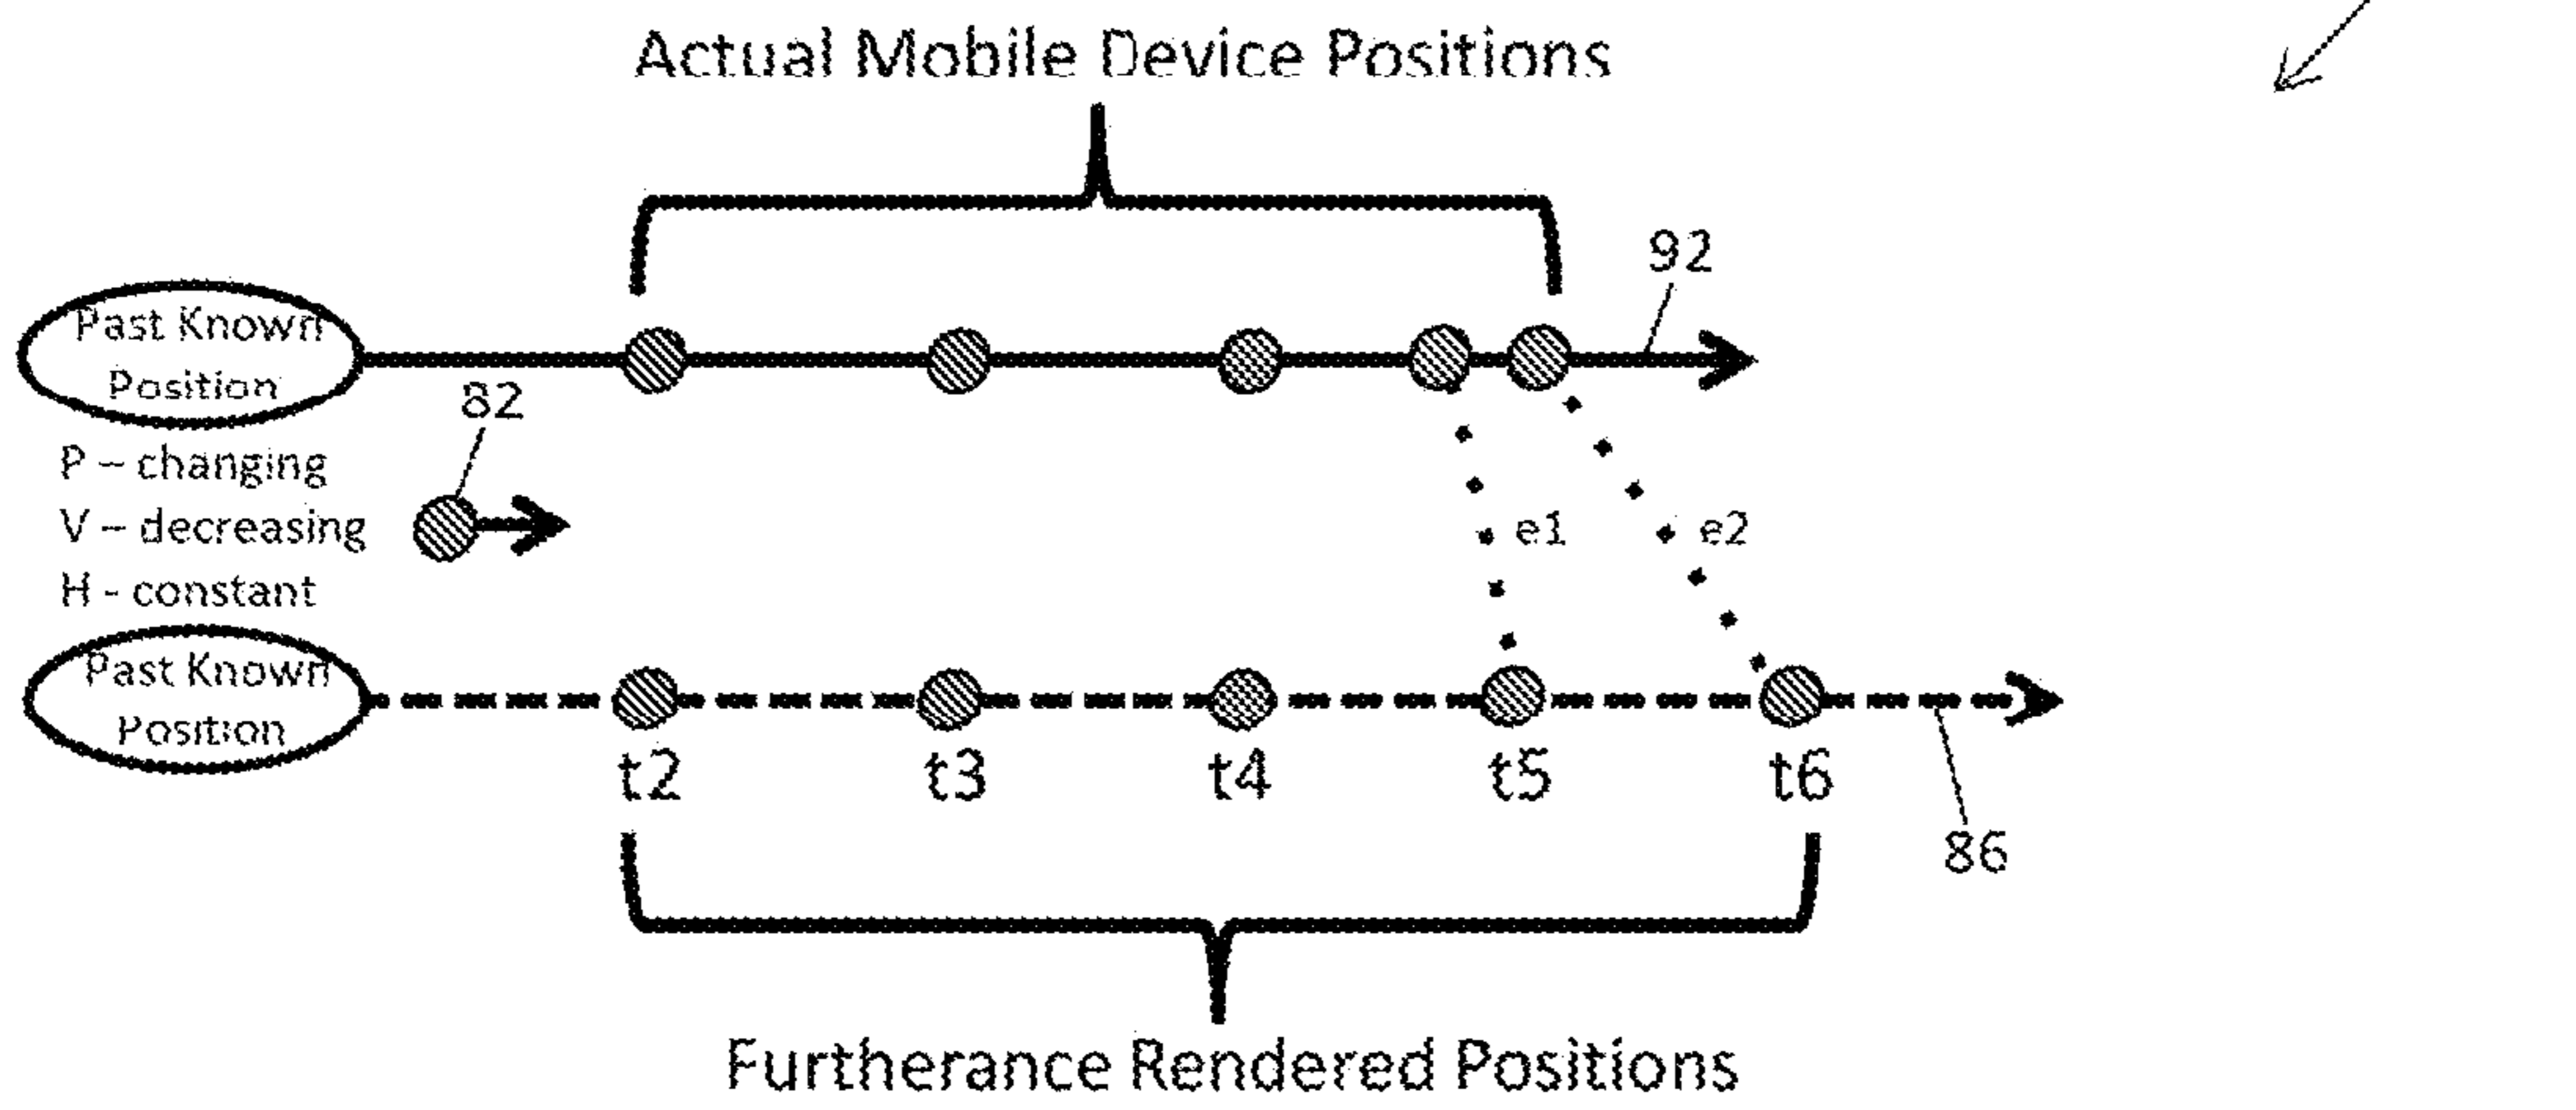 Actual Mobile Device Positions
92
Past Known
Position
82
P – changing
V – decreasing
H - constant
e1
e2
Past Known
Position
t2
t3
t4
t5
t6
86
Furtherance Rendered Positions